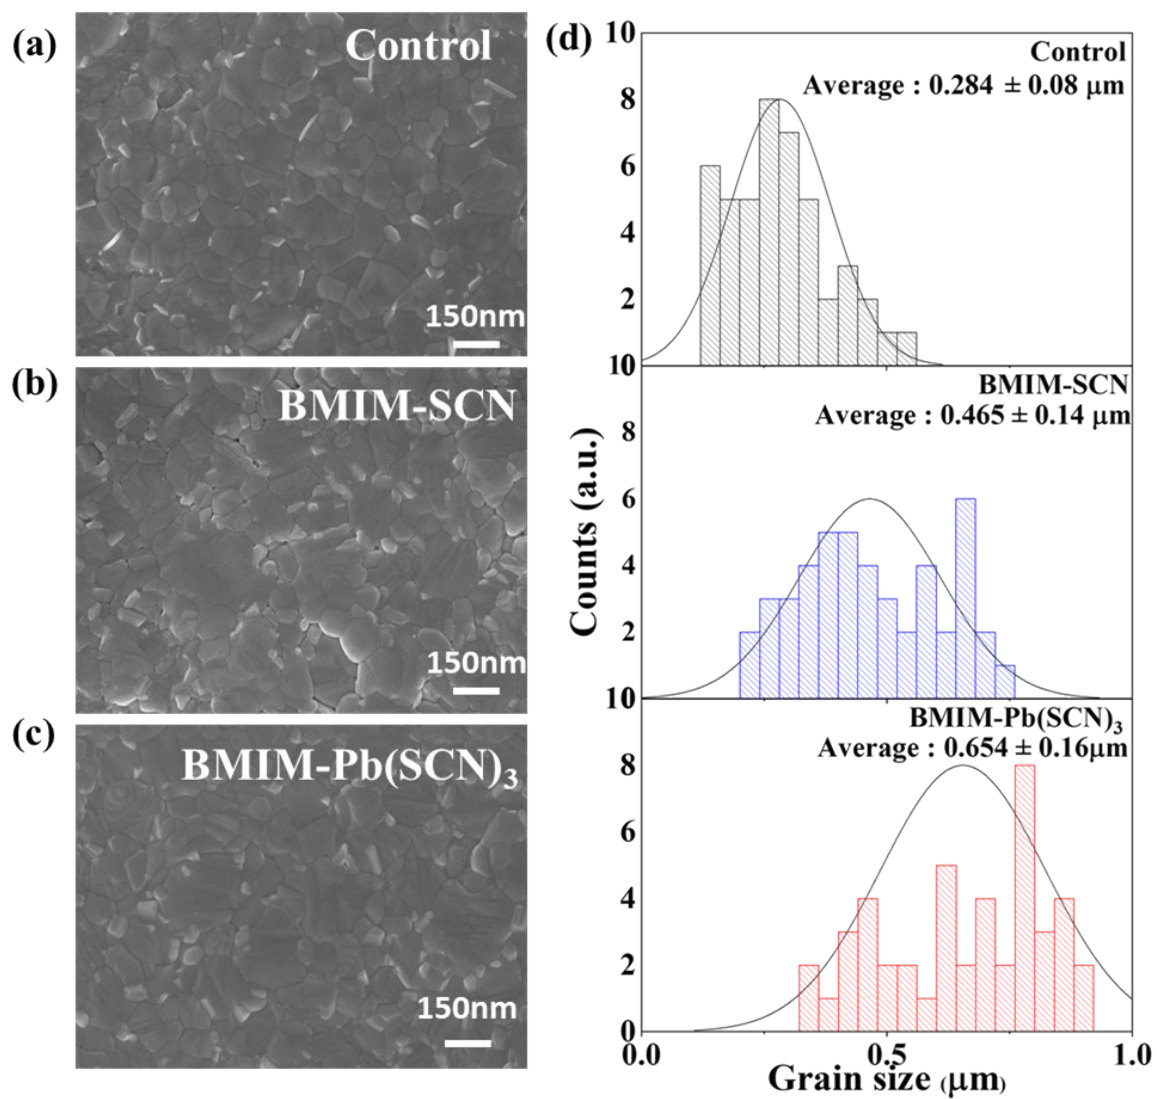 (a)
Control
150nm
(b)
BMIM-SCN
150nm
(c)
BMIM-Pb(SCN)3
150nm
(d)
Control
Average : 0.284 ± 0.08 μm
10
8
6
4
2
10
BMIM-SCN
Average : 0.465 ± 0.14 μm
8
6
4
2
10
BMIM-Pb(SCN)3
Average : 0.654 ± 0.16μm
8
6
4
2
0
Counts (a.u.)
0.0 0.5 1.0
Grain size (μm)